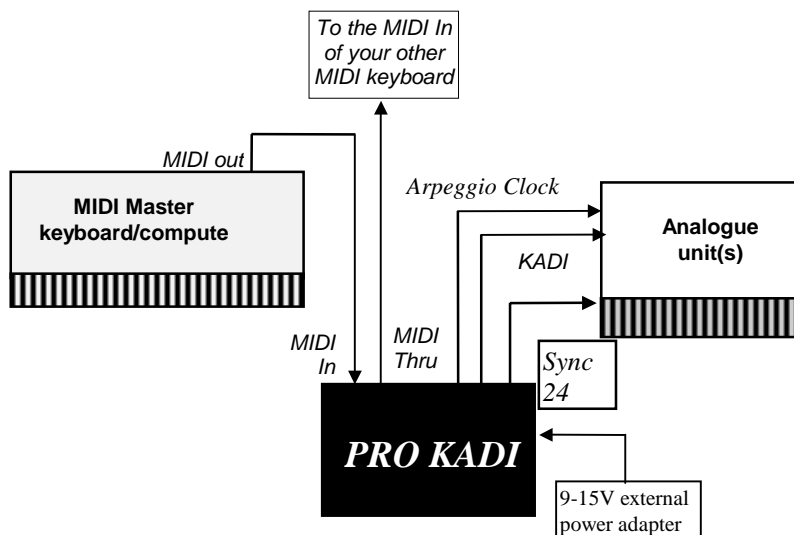 To the MIDI In
of your other
MIDI keyboard
MIDI out
MIDI Master
keyboard/compute
Arpeggio Clock
Analogue
unit(s)
KADI
MIDI
In
MIDI
Thru
Sync
24
PRO KADI
9-15V external
power adapter